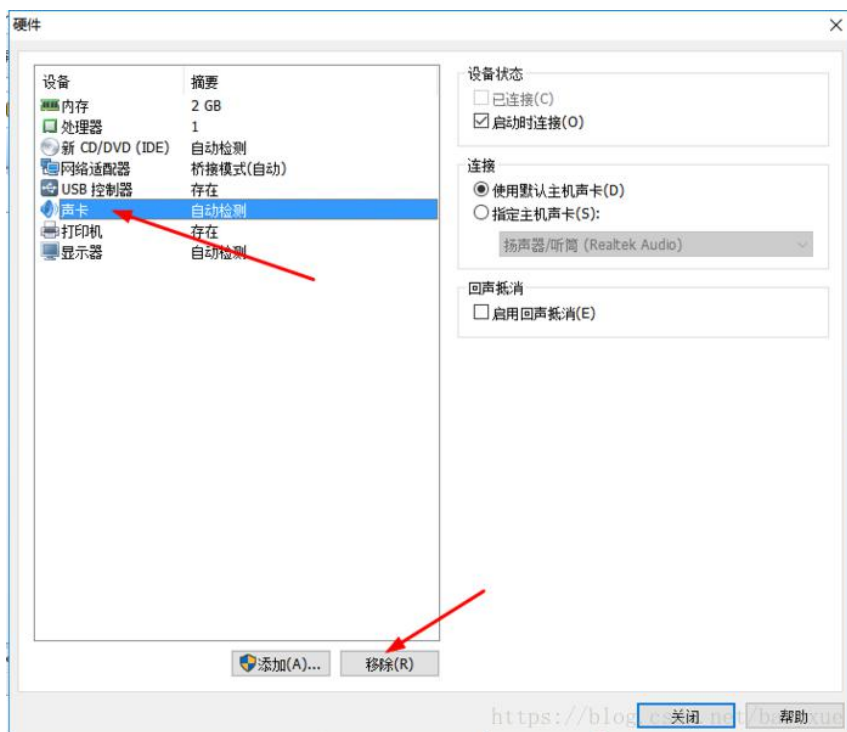 硬件
设备 摘要
内存 2 GB
处理器 1
新 CD/DVD (IDE) 自动检测
网络适配器 桥接模式(自动)
USB 控制器 存在
声卡 自动检测
打印机 存在
显示器 自动检测
添加(A)...
移除(R)
设备状态
已连接(C)
启动时连接(O)
连接
使用默认主机声卡(D)
指定主机声卡(S):
扬声器/听筒 (Realtek Audio)
回声抵消
启用回声抵消(E)
关闭
帮助